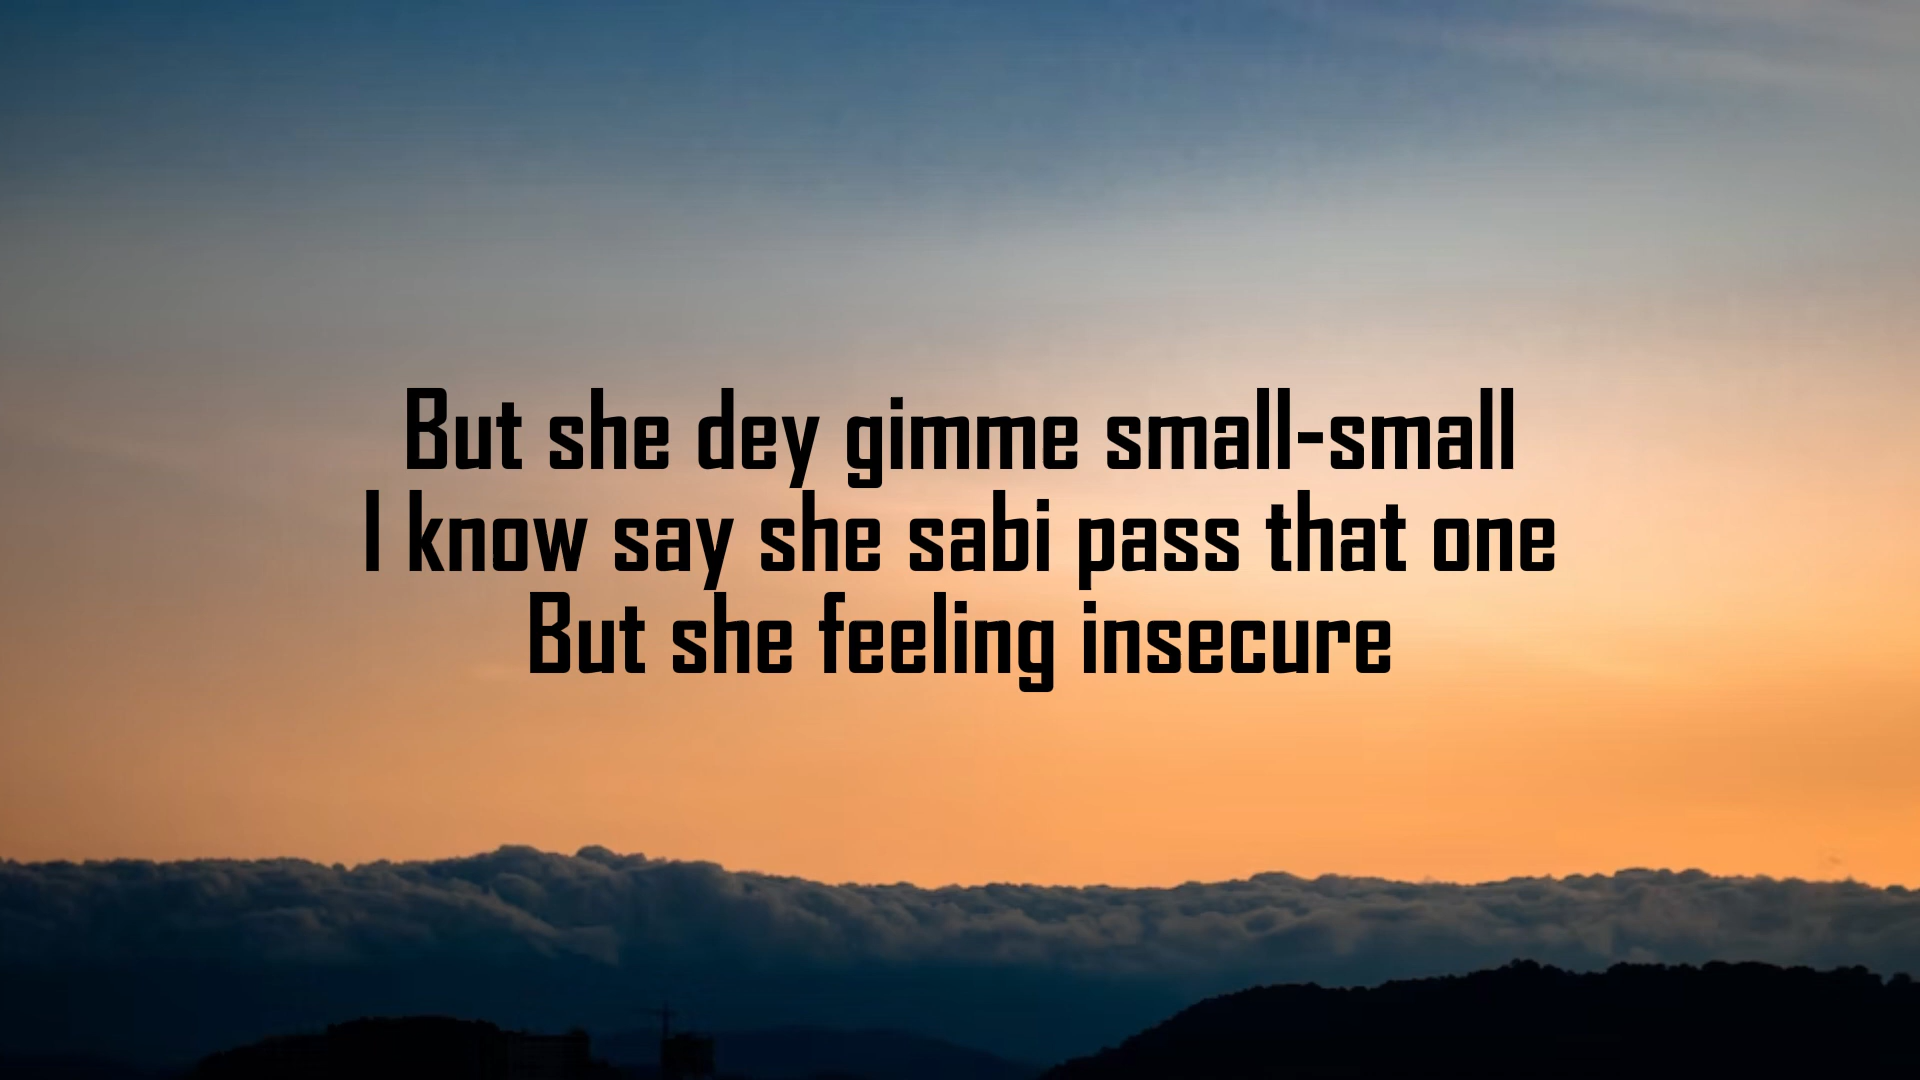 But she dey gimme small-small
I know say she sabi pass that one
But she feeling insecure